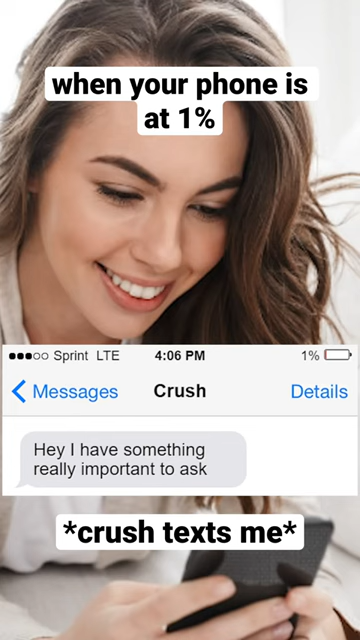 when your phone is
at 1%
Sprint LTE 4:06 PM 1%
Messages Crush Details
Hey I have something
really important to ask
*crush texts me*